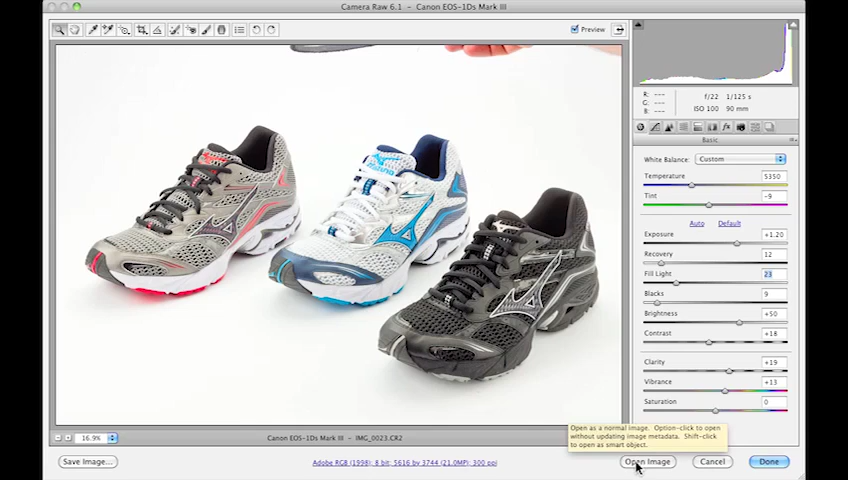 Camera Raw 6.1 - Canon EOS-1Ds Mark III
Preview
R: ---
G: ---
B: ---
f/22 1/125 s
ISO 100 90 mm
Basic
White Balance: Custom
Temperature 5350
Tint -9
Auto Default
Exposure +1.20
Recovery 12
Fill Light 23
Blacks 9
Brightness +50
Contrast +18
Clarity +19
Vibrance +13
Saturation 0
16.9%
Canon EOS-1Ds Mark III - IMG_0023.CR2
Open as a normal image. Option-click to open
without updating image metadata. Shift-click
to open as smart object.
Save Image...
Adobe RGB (1998); 8 bit; 5616 by 3744 (21.0MP); 300 ppi
Open Image
Cancel
Done